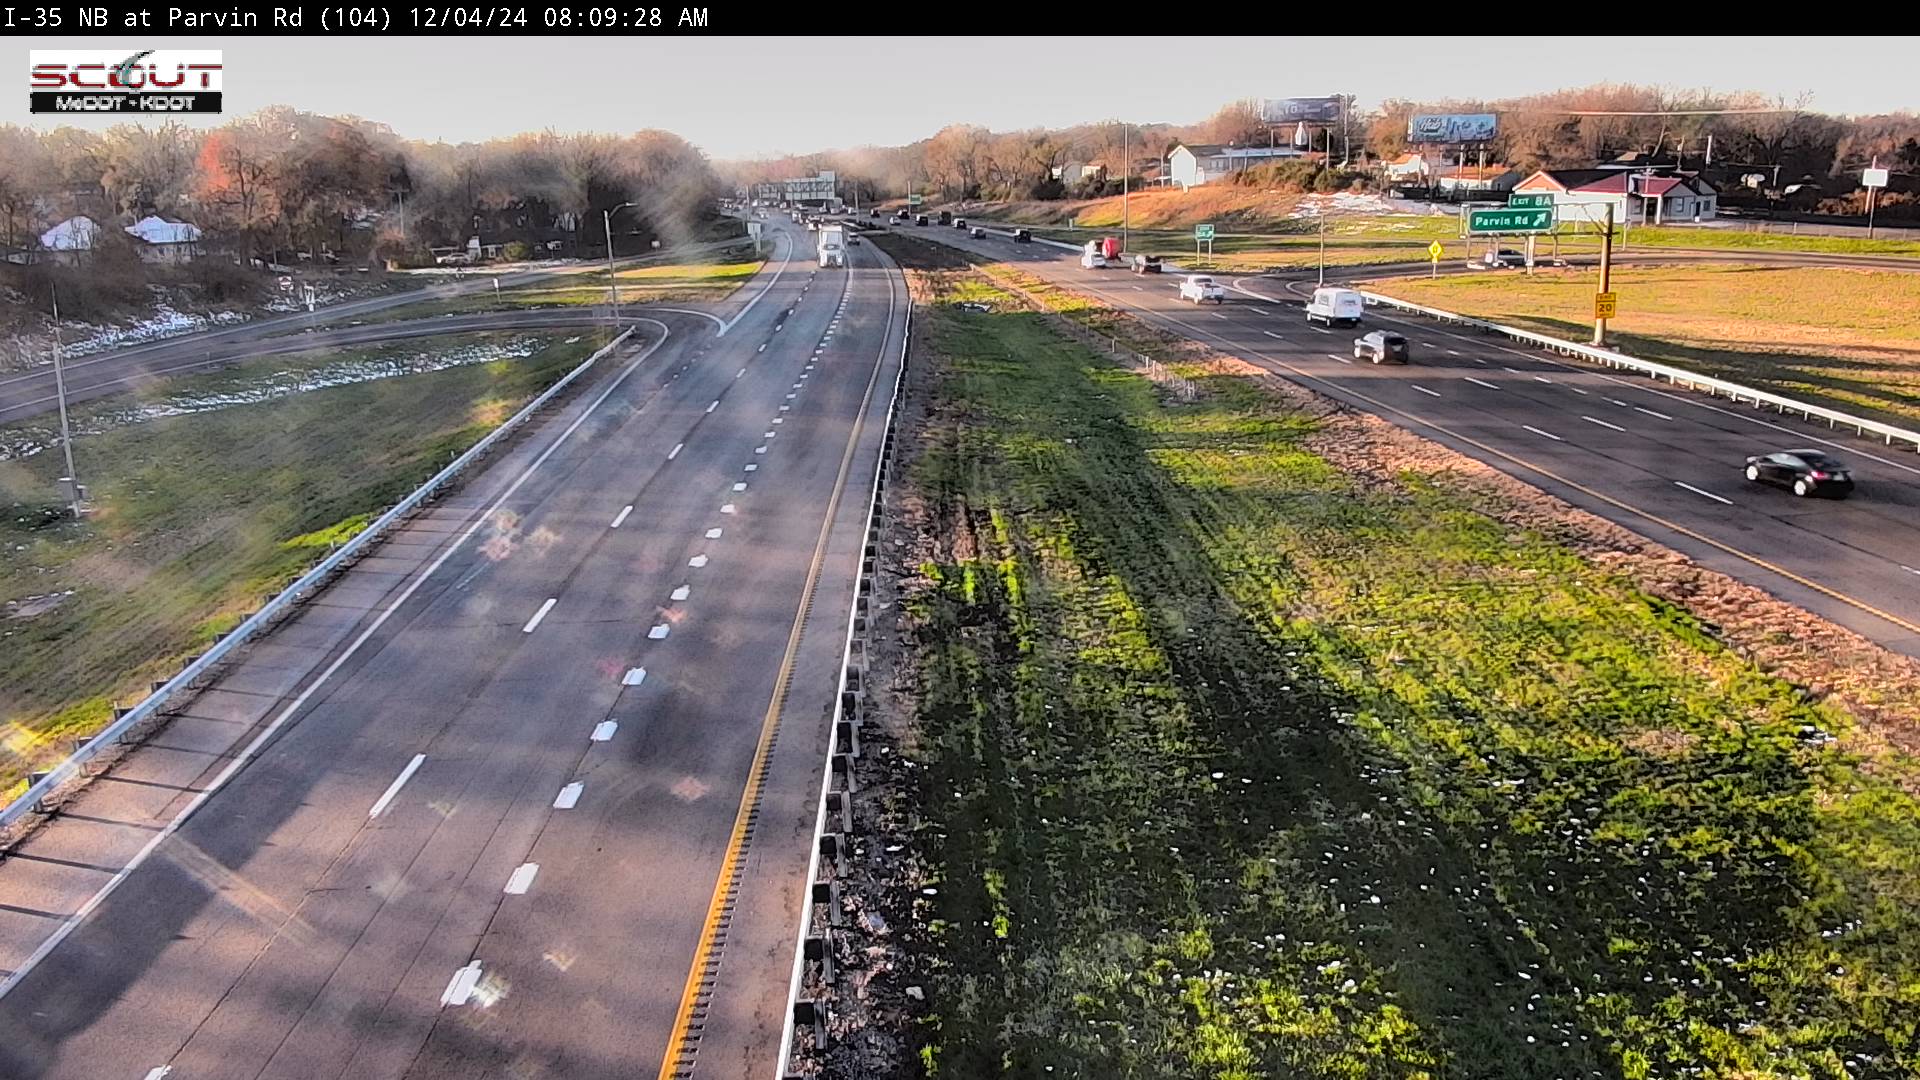 I-35 NB at Parvin Rd (104) 12/04/24 08:09:28 AM
SCOUT
MoDOT - KDOT
EXIT 8A
Parvin Rd
20